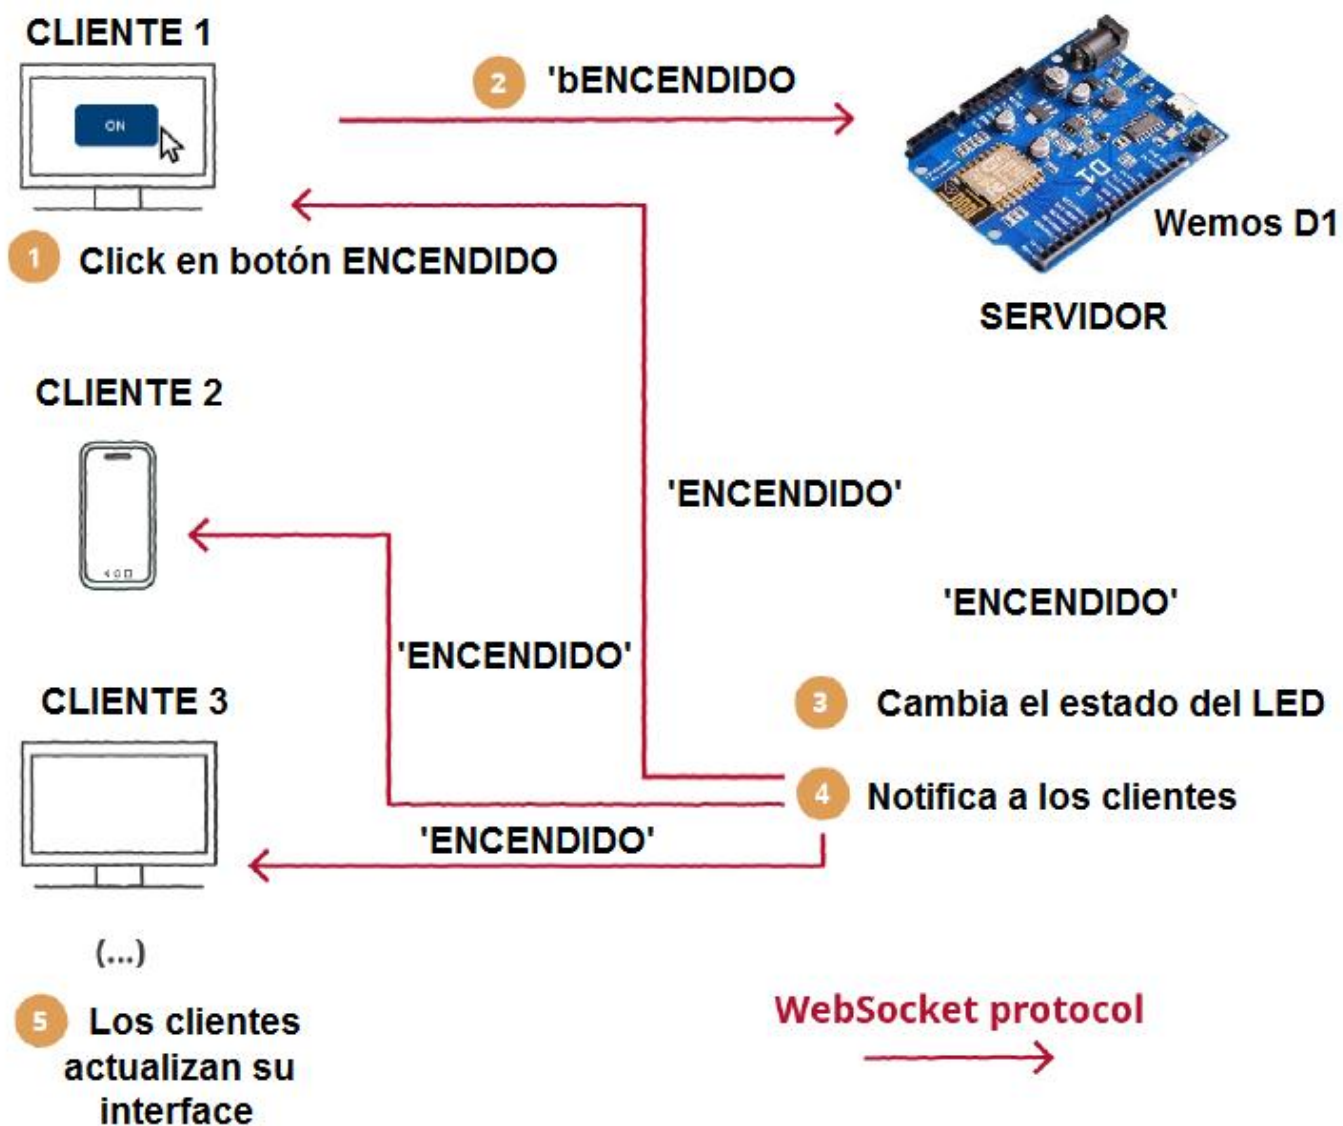 CLIENTE 1
ON
2 'bENCENDIDO
D1
Wemos D1
SERVIDOR
1 Click en botón ENCENDIDO
CLIENTE 2
'ENCENDIDO'
'ENCENDIDO'
'ENCENDIDO'
CLIENTE 3
3 Cambia el estado del LED
4 Notifica a los clientes
'ENCENDIDO'
(...)
5 Los clientes
actualizan su
interface
WebSocket protocol